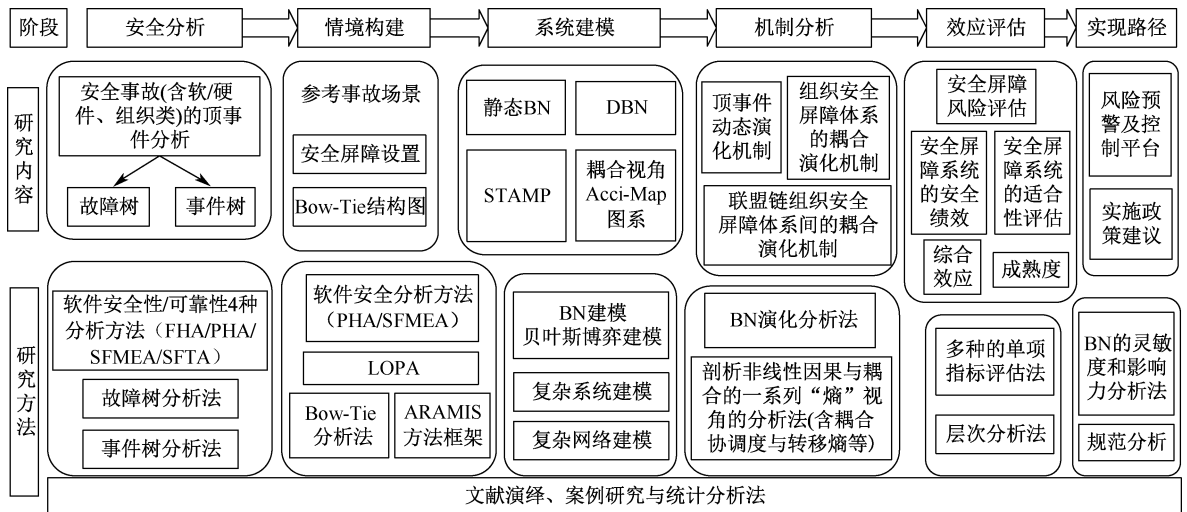 阶段
安全分析
情境构建
系统建模
机制分析
效应评估
实现路径
研究内容
安全事故(含软/硬
件、组织类)的顶事
件分析
故障树
事件树
参考事故场景
安全屏障设置
Bow-Tie结构图
静态BN
DBN
STAMP
耦合视角
Acci-Map
图系
顶事件
动态演
化机制
组织安全
屏障体系
的耦合
演化机制
联盟链组织安全
屏障体系间的耦合
演化机制
安全屏障
风险评估
安全屏
障系统
的安全
绩效
安全屏
障系统
的适合
性评估
综合
效应
成熟度
风险预
警及控
制平台
实施政
策建议
研究方法
软件安全性/可靠性4种
分析方法（FHA/PHA/
SFMEA/SFTA）
故障树分析法
事件树分析法
软件安全分析方法
（PHA/SFMEA）
LOPA
Bow-Tie
分析法
ARAMIS
方法框架
BN建模
贝叶斯博弈建模
复杂系统建模
复杂网络建模
BN演化分析法
剖析非线性因果与耦
合的一系列“熵”视
角的分析法(含耦合
协调度与转移熵等)
多种的单项
指标评估法
层次分析法
BN的灵敏
度和影响
力分析法
规范分析
文献演绎、案例研究与统计分析法